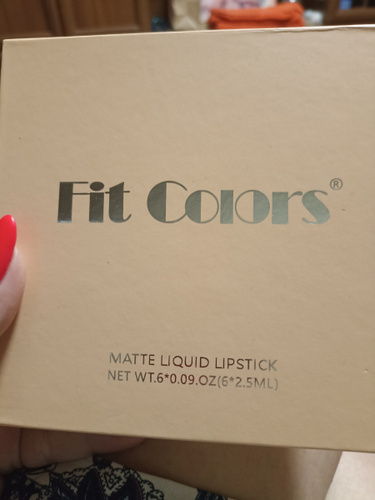 Fit Colors®
MATTE LIQUID LIPSTICK
NET WT.6*0.09.OZ(6*2.5ML)